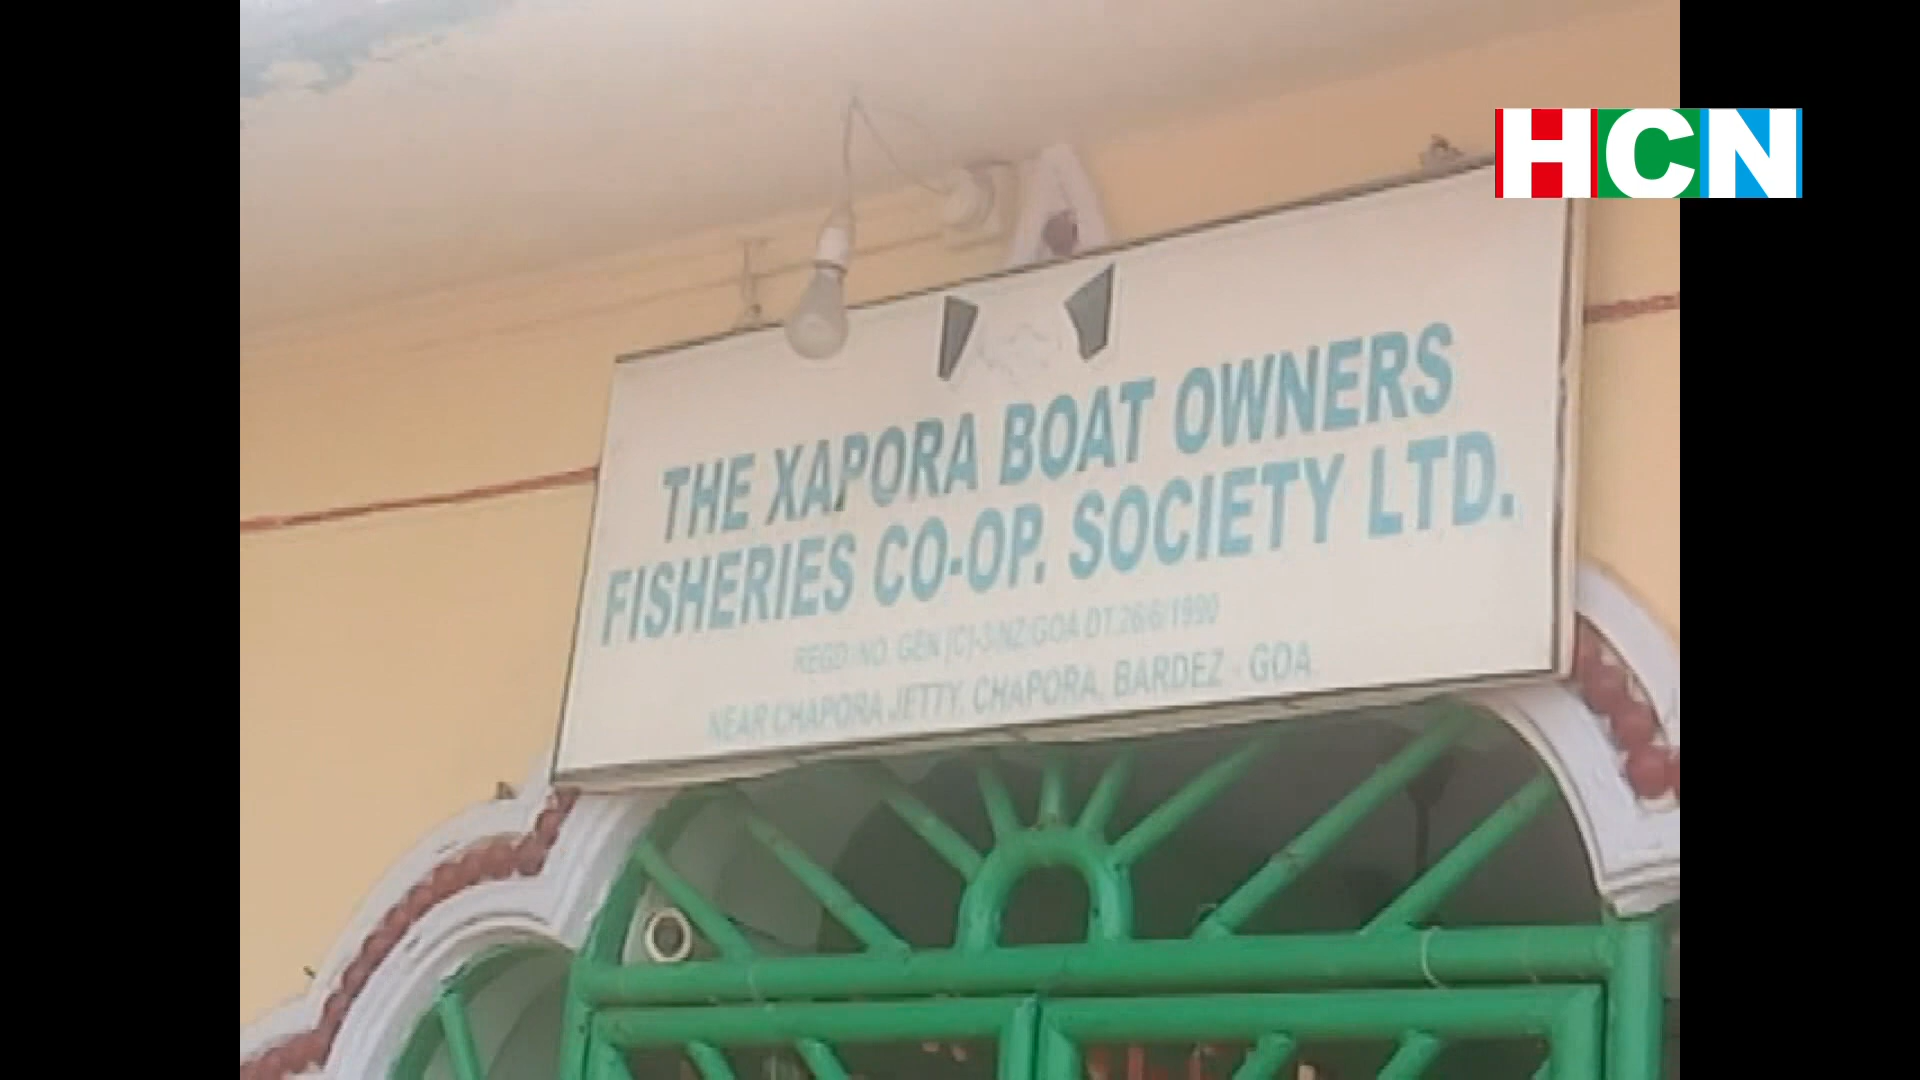 HCN
THE XAPORA BOAT OWNERS
FISHERIES CO-OP. SOCIETY LTD.
REGD NO. GEN (C)-3/NZ/GOA DT.26/6/1990
NEAR CHAPORA JETTY, CHAPORA, BARDEZ - GOA